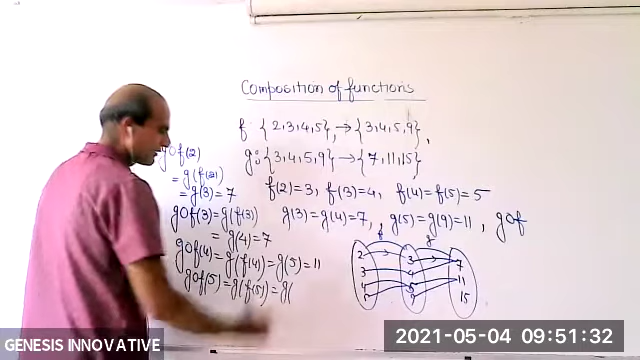 Composition of functions
f: {2,3,4,5} → {3,4,5,9},
g: {3,4,5,9} → {7,11,15}
f(2)=3, f(3)=4, f(4)=f(5)=5
g(3)=g(4)=7, g(5)=g(9)=11, gof
gof(2)
= g(f(2))
= g(3)=7
gof(3)=g(f(3))
= g(4)=7
gof(4)=g(f(4))=g(5)=11
gof(5)=g(f(5))=g(
f g
2 3 7
3 4 11
4 5 15
5 9
GENESIS INNOVATIVE
2021-05-04 09:51:32